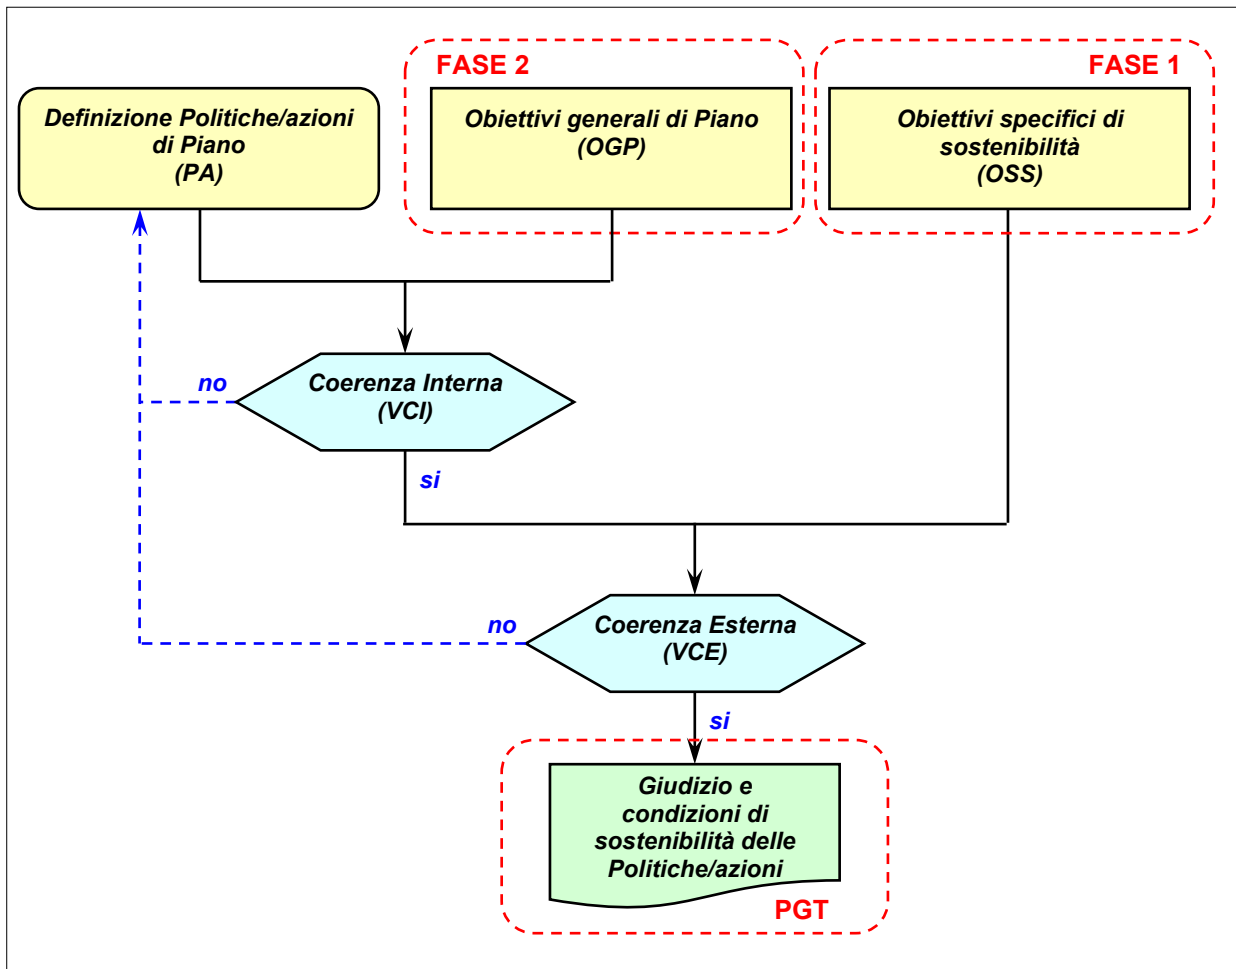 FASE 2
FASE 1
Definizione Politiche/azioni
di Piano
(PA)
Obiettivi generali di Piano
(OGP)
Obiettivi specifici di
sostenibilità
(OSS)
no
Coerenza Interna
(VCI)
si
no
Coerenza Esterna
(VCE)
si
Giudizio e
condizioni di
sostenibilità delle
Politiche/azioni
PGT